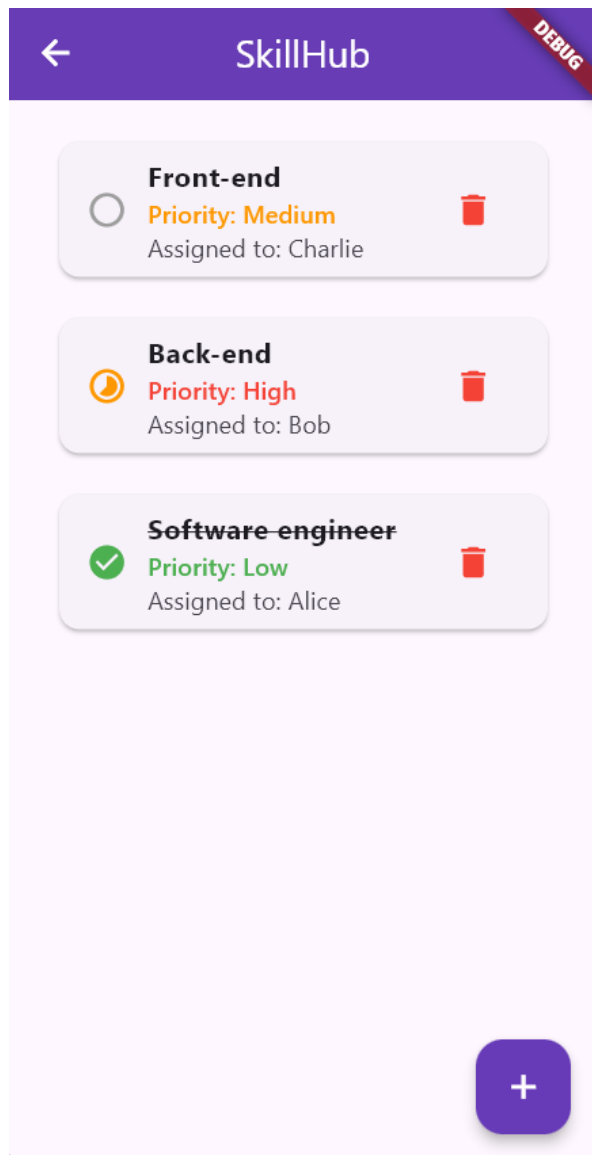 SkillHub
DEBUG
Front-end
Priority: Medium
Assigned to: Charlie
Back-end
Priority: High
Assigned to: Bob
Software engineer
Priority: Low
Assigned to: Alice
+